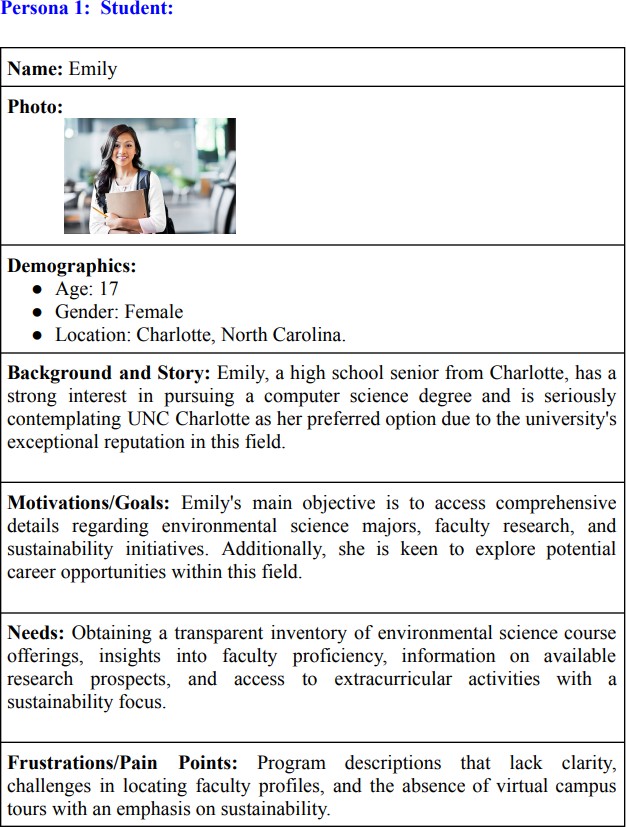 Persona 1: Student:
Name: Emily
Photo:
Demographics:
● Age: 17
● Gender: Female
● Location: Charlotte, North Carolina.
Background and Story: Emily, a high school senior from Charlotte, has a
strong interest in pursuing a computer science degree and is seriously
contemplating UNC Charlotte as her preferred option due to the university's
exceptional reputation in this field.
Motivations/Goals: Emily's main objective is to access comprehensive
details regarding environmental science majors, faculty research, and
sustainability initiatives. Additionally, she is keen to explore potential
career opportunities within this field.
Needs: Obtaining a transparent inventory of environmental science course
offerings, insights into faculty proficiency, information on available
research prospects, and access to extracurricular activities with a
sustainability focus.
Frustrations/Pain Points: Program descriptions that lack clarity,
challenges in locating faculty profiles, and the absence of virtual campus
tours with an emphasis on sustainability.